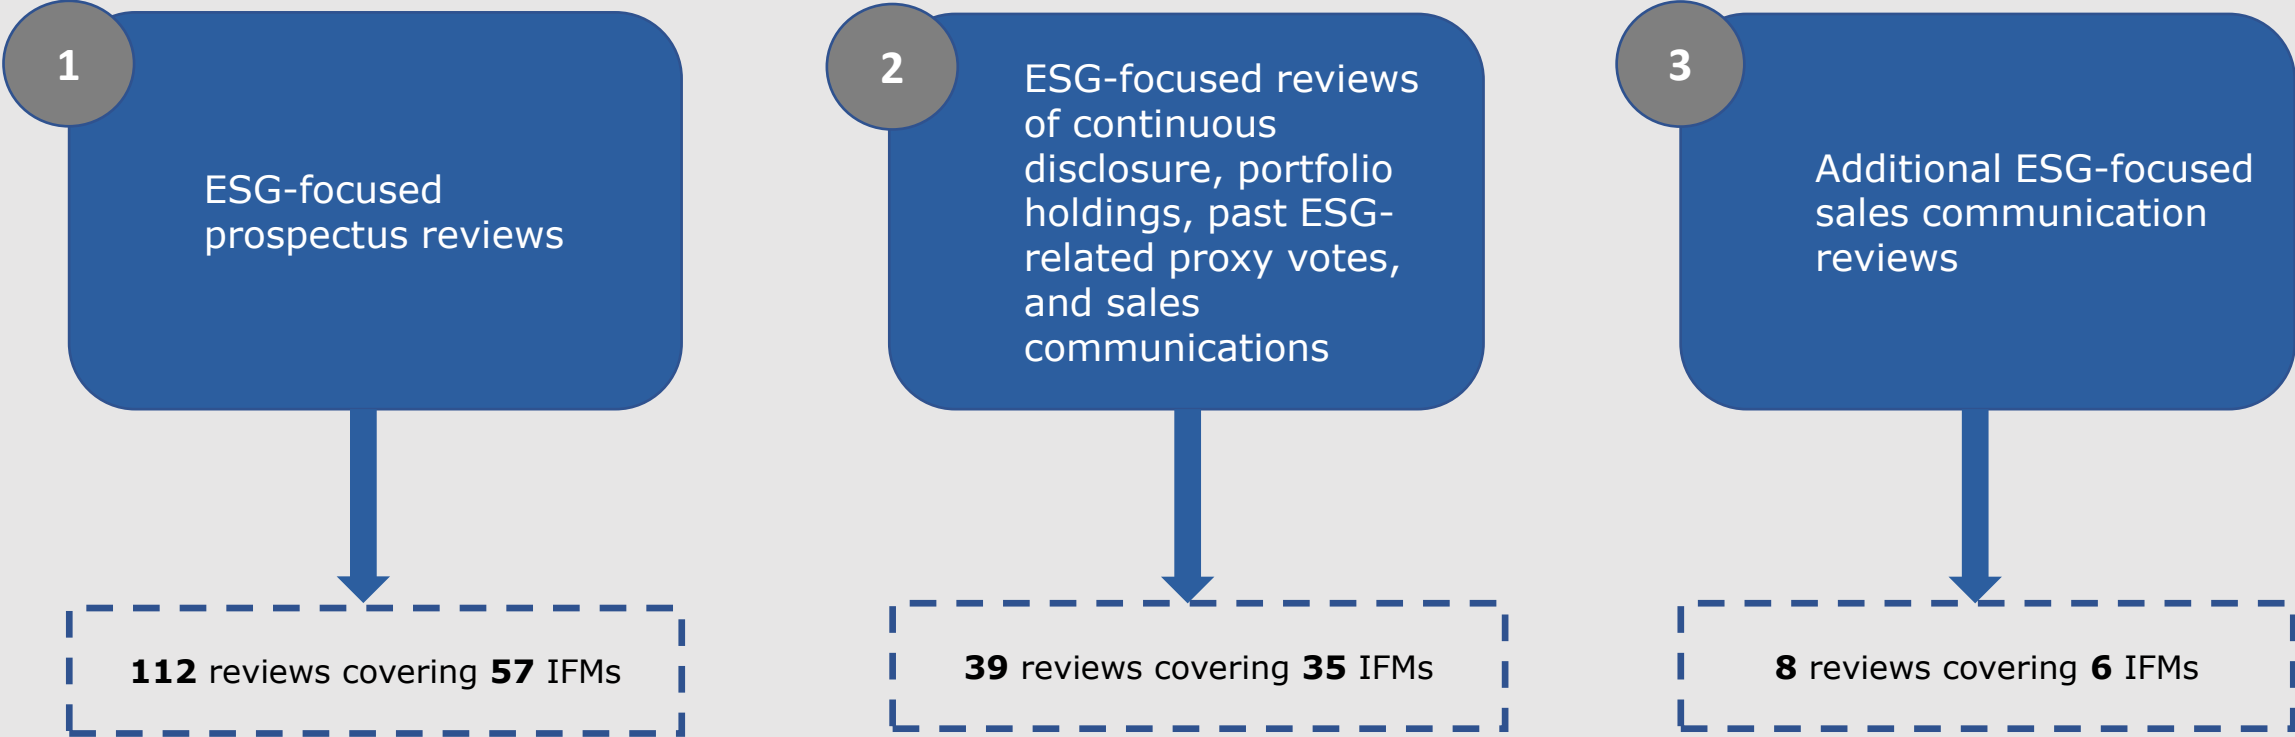 1
ESG-focused
prospectus reviews
112 reviews covering 57 IFMs
2
ESG-focused reviews
of continuous
disclosure, portfolio
holdings, past ESG-
related proxy votes,
and sales
communications
39 reviews covering 35 IFMs
3
Additional ESG-focused
sales communication
reviews
8 reviews covering 6 IFMs